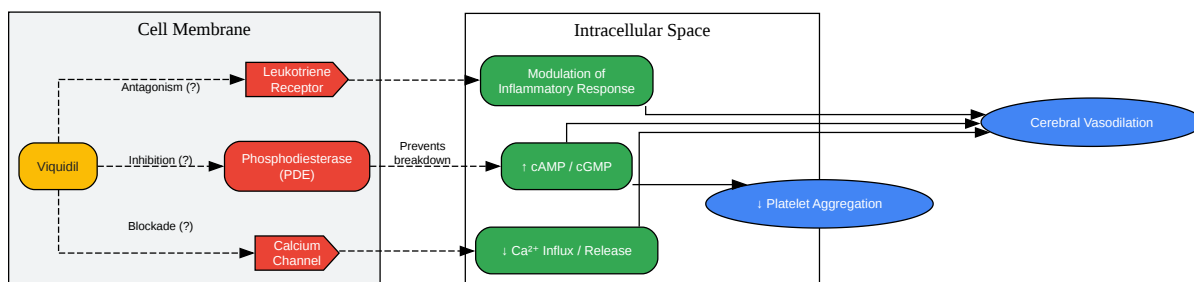 Cell Membrane
Intracellular Space
Viquidil
Antagonism (?)
Leukotriene
Receptor
Modulation of
Inflammatory Response
Cerebral Vasodilation
Inhibition (?)
Phosphodiesterase
(PDE)
Prevents
breakdown
↑ cAMP / cGMP
↓ Platelet Aggregation
Blockade (?)
Calcium
Channel
↓ Ca²⁺ Influx / Release